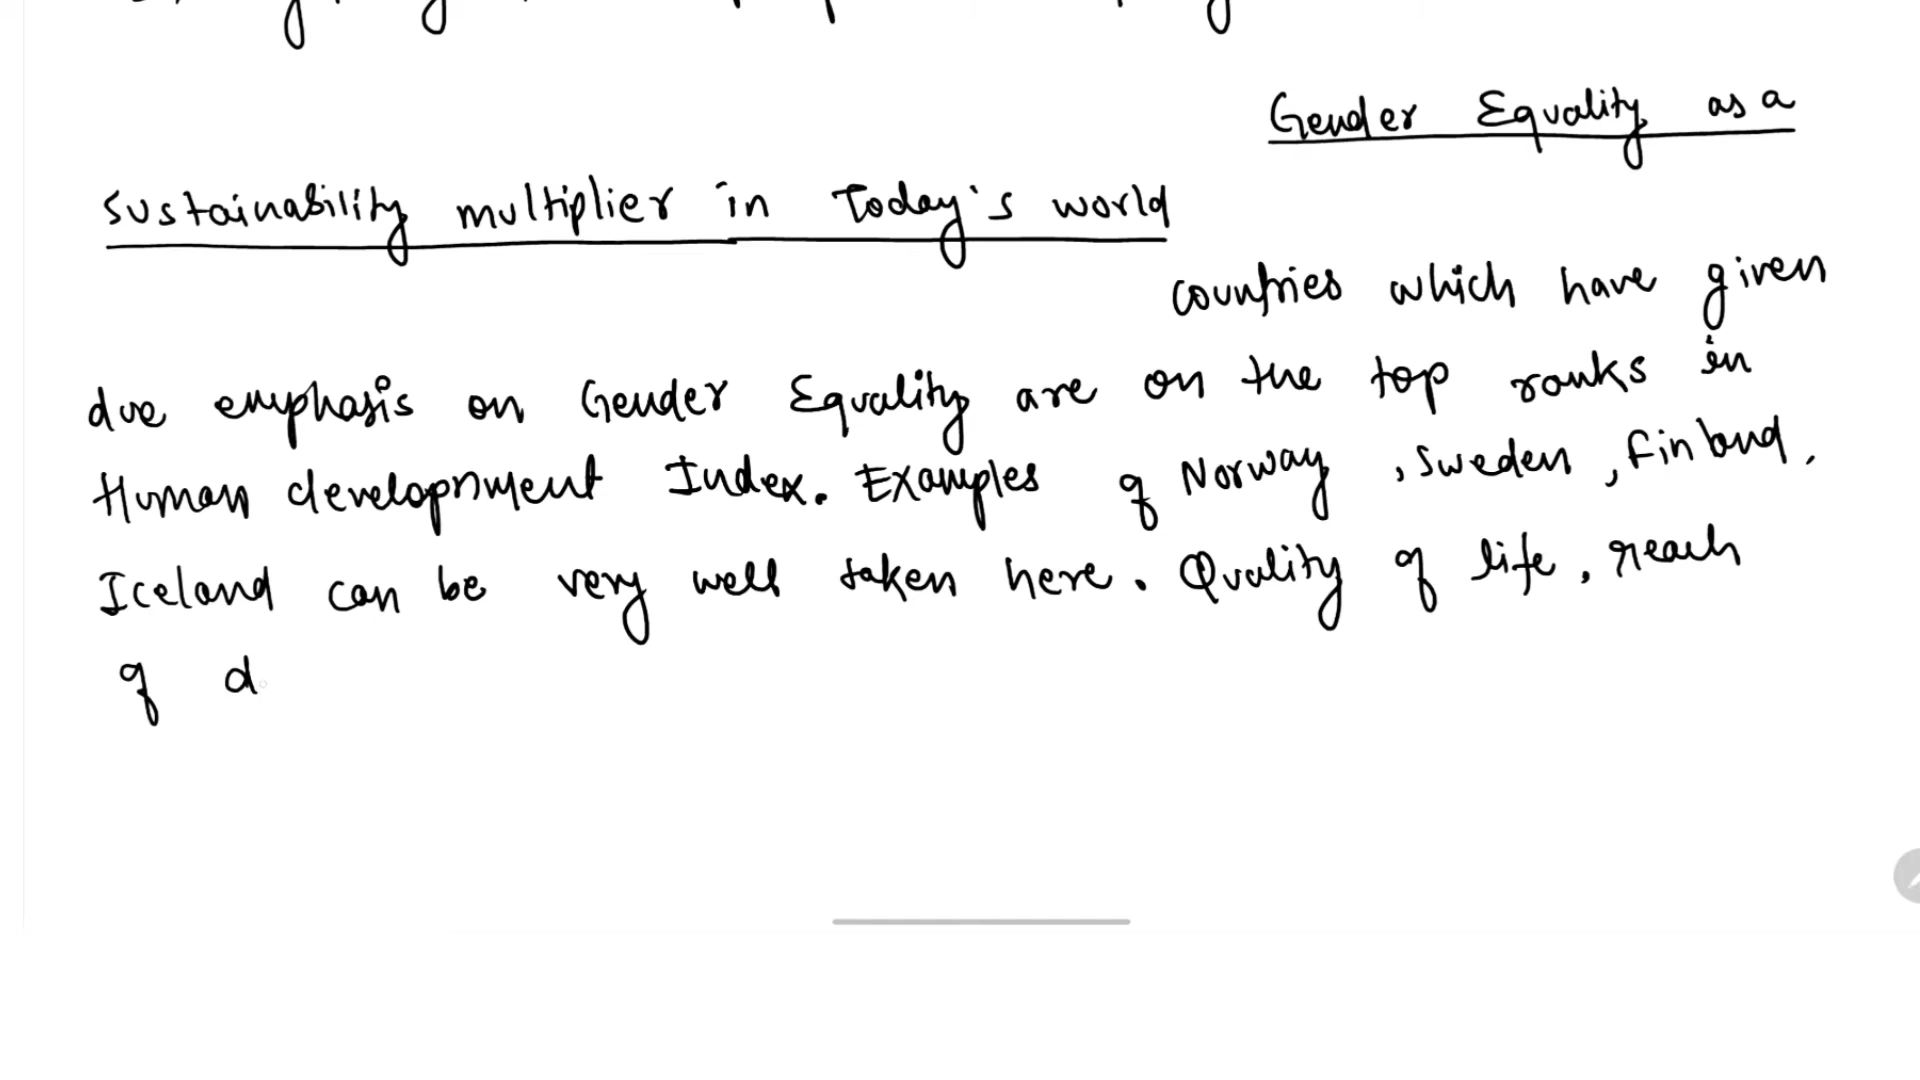 Gender Equality as a
sustainability multiplier in Today's world
countries which have given
due emphasis on Gender Equality are on the top ranks in
Human development Index. Examples of Norway, Sweden, Finland,
Iceland can be very well taken here. Quality of life, reach
of d